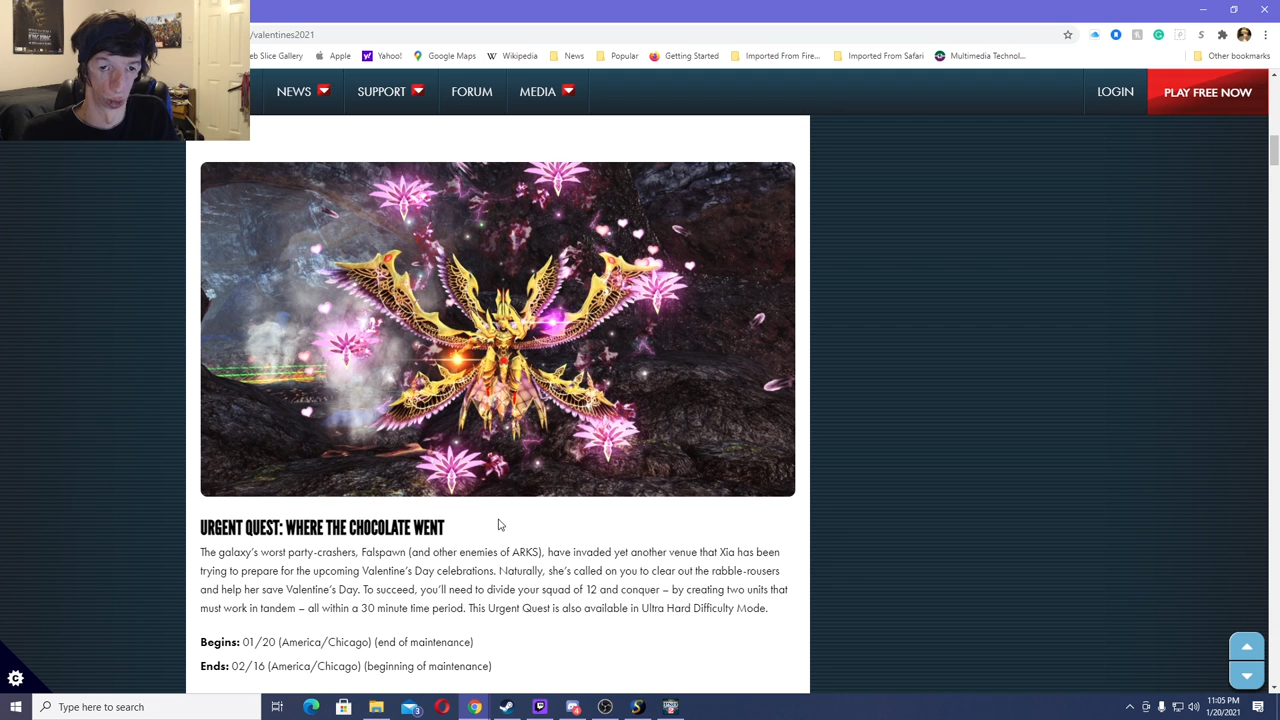 /valentines2021
eb Slice Gallery Apple Yahoo! Google Maps Wikipedia News Popular Getting Started Imported From Fire... Imported From Safari Multimedia Technol... Other bookmarks
NEWS SUPPORT FORUM MEDIA LOGIN PLAY FREE NOW
URGENT QUEST: WHERE THE CHOCOLATE WENT
The galaxy's worst party-crashers, Falspawn (and other enemies of ARKS), have invaded yet another venue that Xia has been
trying to prepare for the upcoming Valentine's Day celebrations. Naturally, she's called on you to clear out the rabble-rousers
and help her save Valentine's Day. To succeed, you'll need to divide your squad of 12 and conquer – by creating two units that
must work in tandem – all within a 30 minute time period. This Urgent Quest is also available in Ultra Hard Difficulty Mode.
Begins: 01/20 (America/Chicago) (end of maintenance)
Ends: 02/16 (America/Chicago) (beginning of maintenance)
Type here to search
11:05 PM
1/20/2021